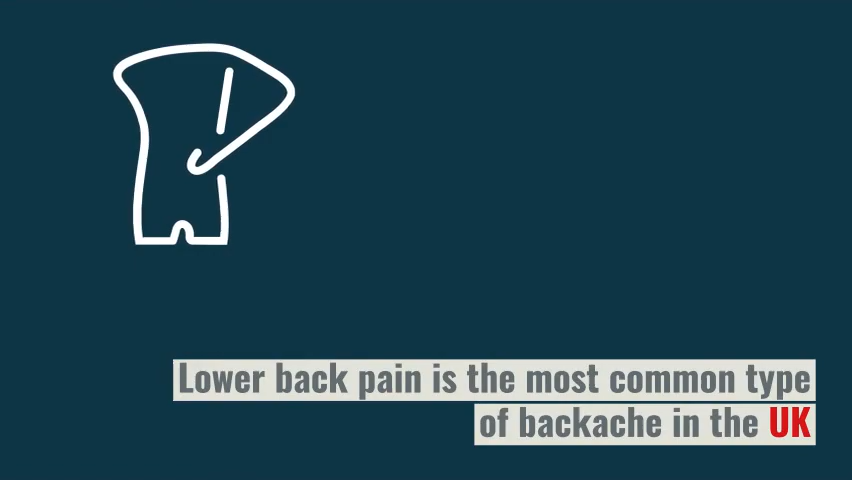 Lower back pain is the most common type
of backache in the UK